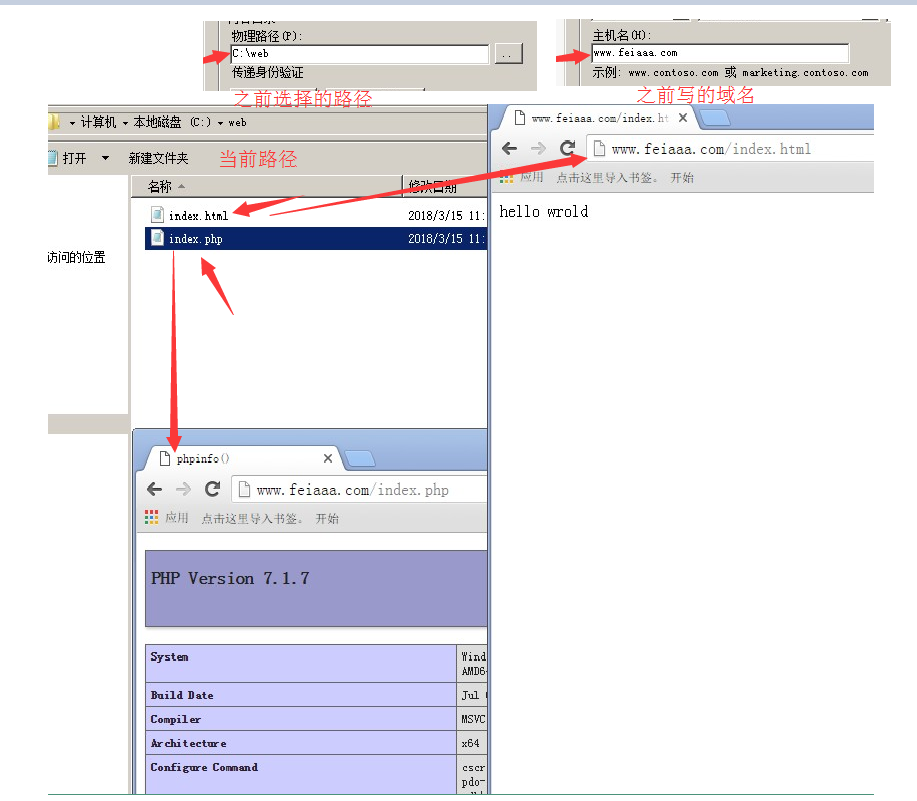 物理路径(P):
C:\web
..
传递身份验证
之前选择的路径
主机名(H):
www.feiaaa.com
示例: www.contoso.com 或 marketing.contoso.com
之前写的域名
计算机 本地磁盘 (C:) web
打开 新建文件夹
当前路径
名称 修改日期
index.html 2018/3/15 11:
index.php 2018/3/15 11:
访问的位置
www.feiaaa.com/index.ht
www.feiaaa.com/index.html
应用 点击这里导入书签。 开始
hello wrold
phpinfo()
www.feiaaa.com/index.php
应用 点击这里导入书签。 开始
PHP Version 7.1.7
System Wind
AMD6
Build Date Jul
Compiler MSVC
Architecture x64
Configure Command cscr
pdo-